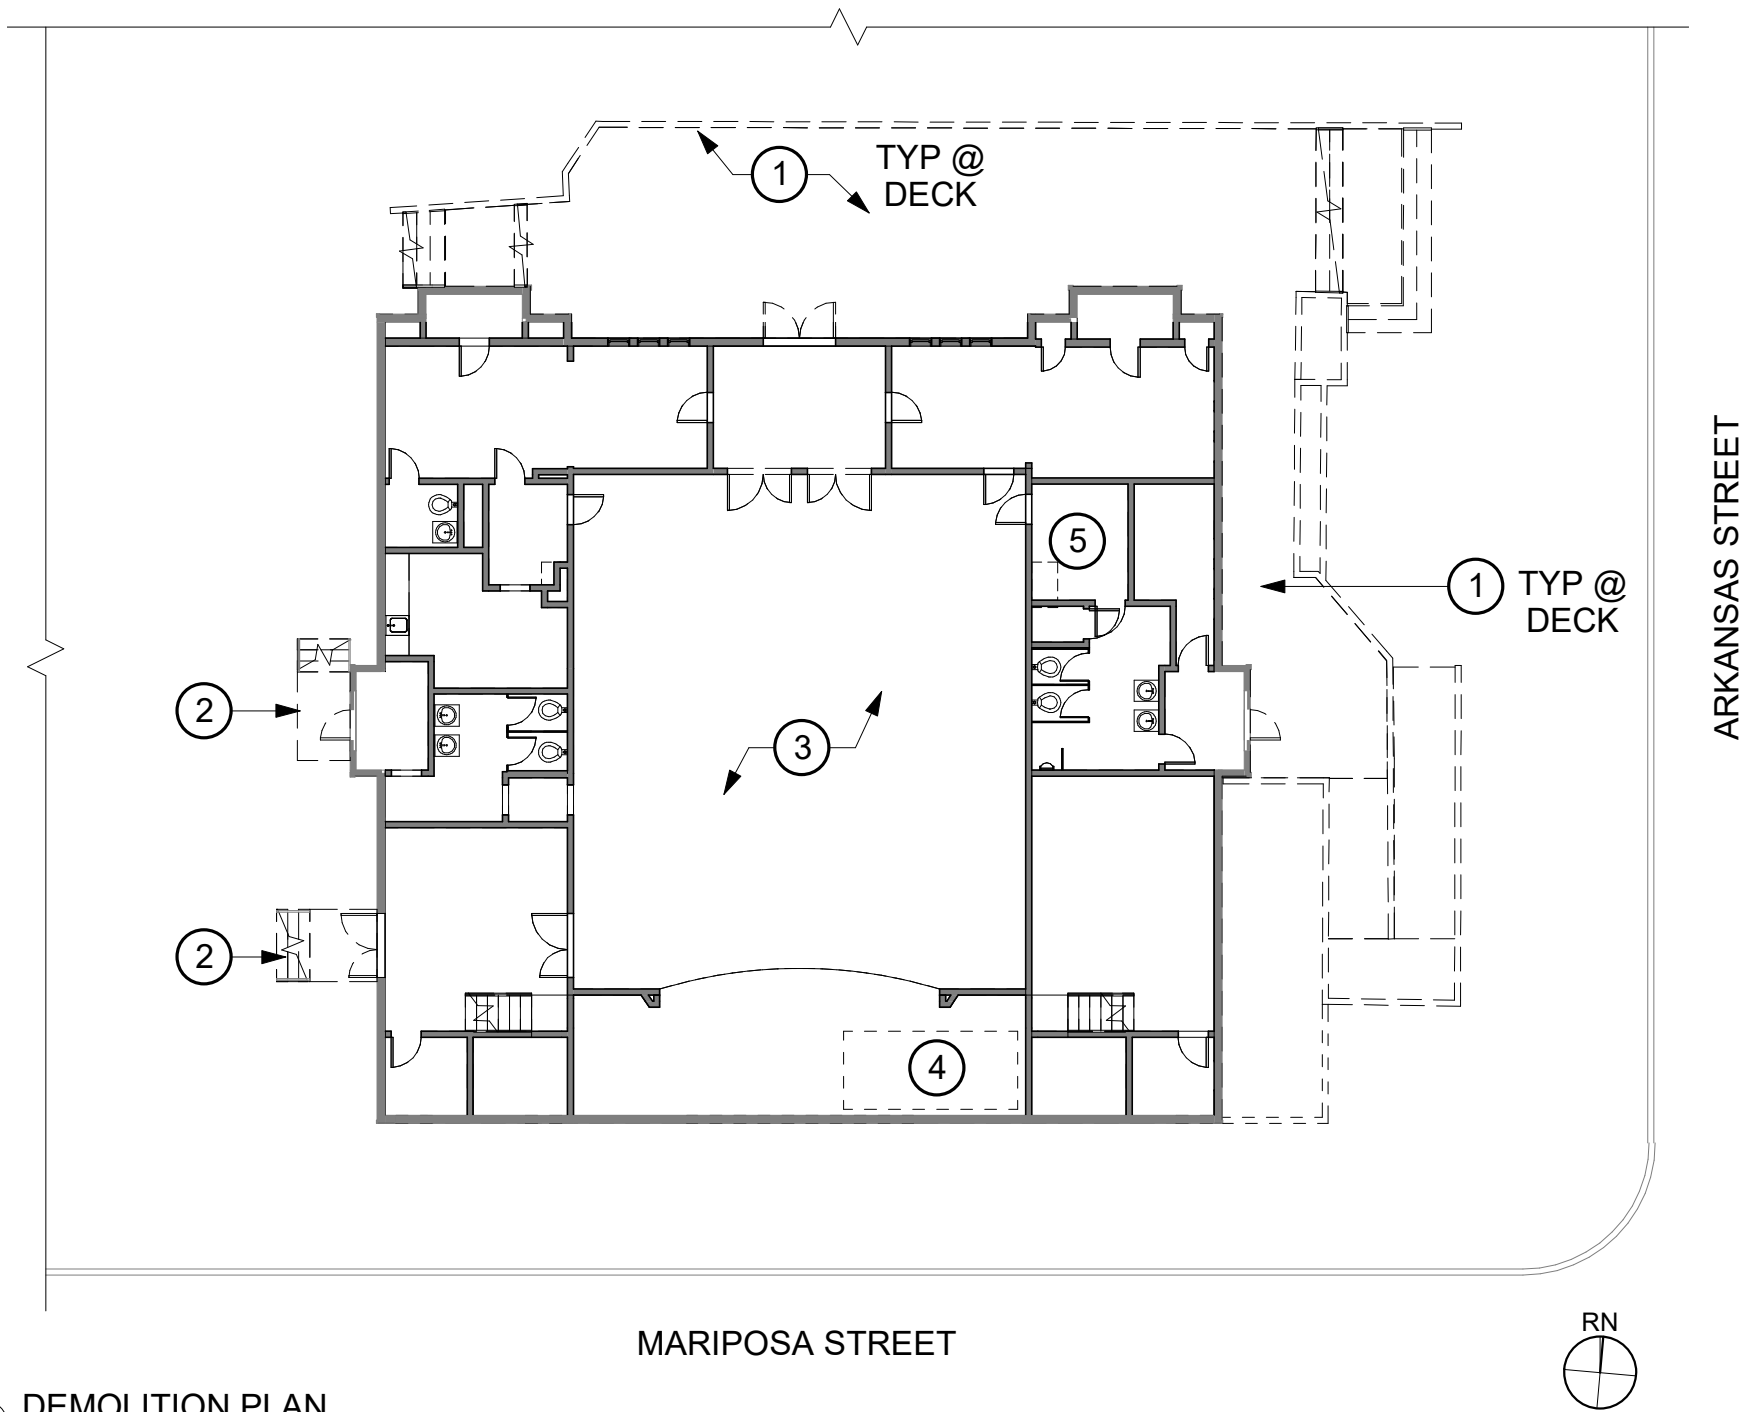 1
TYP @
DECK
ARKANSAS STREET
5
1
TYP @
DECK
2
3
2
4
RN
MARIPOSA STREET
DEMOLITION PLAN